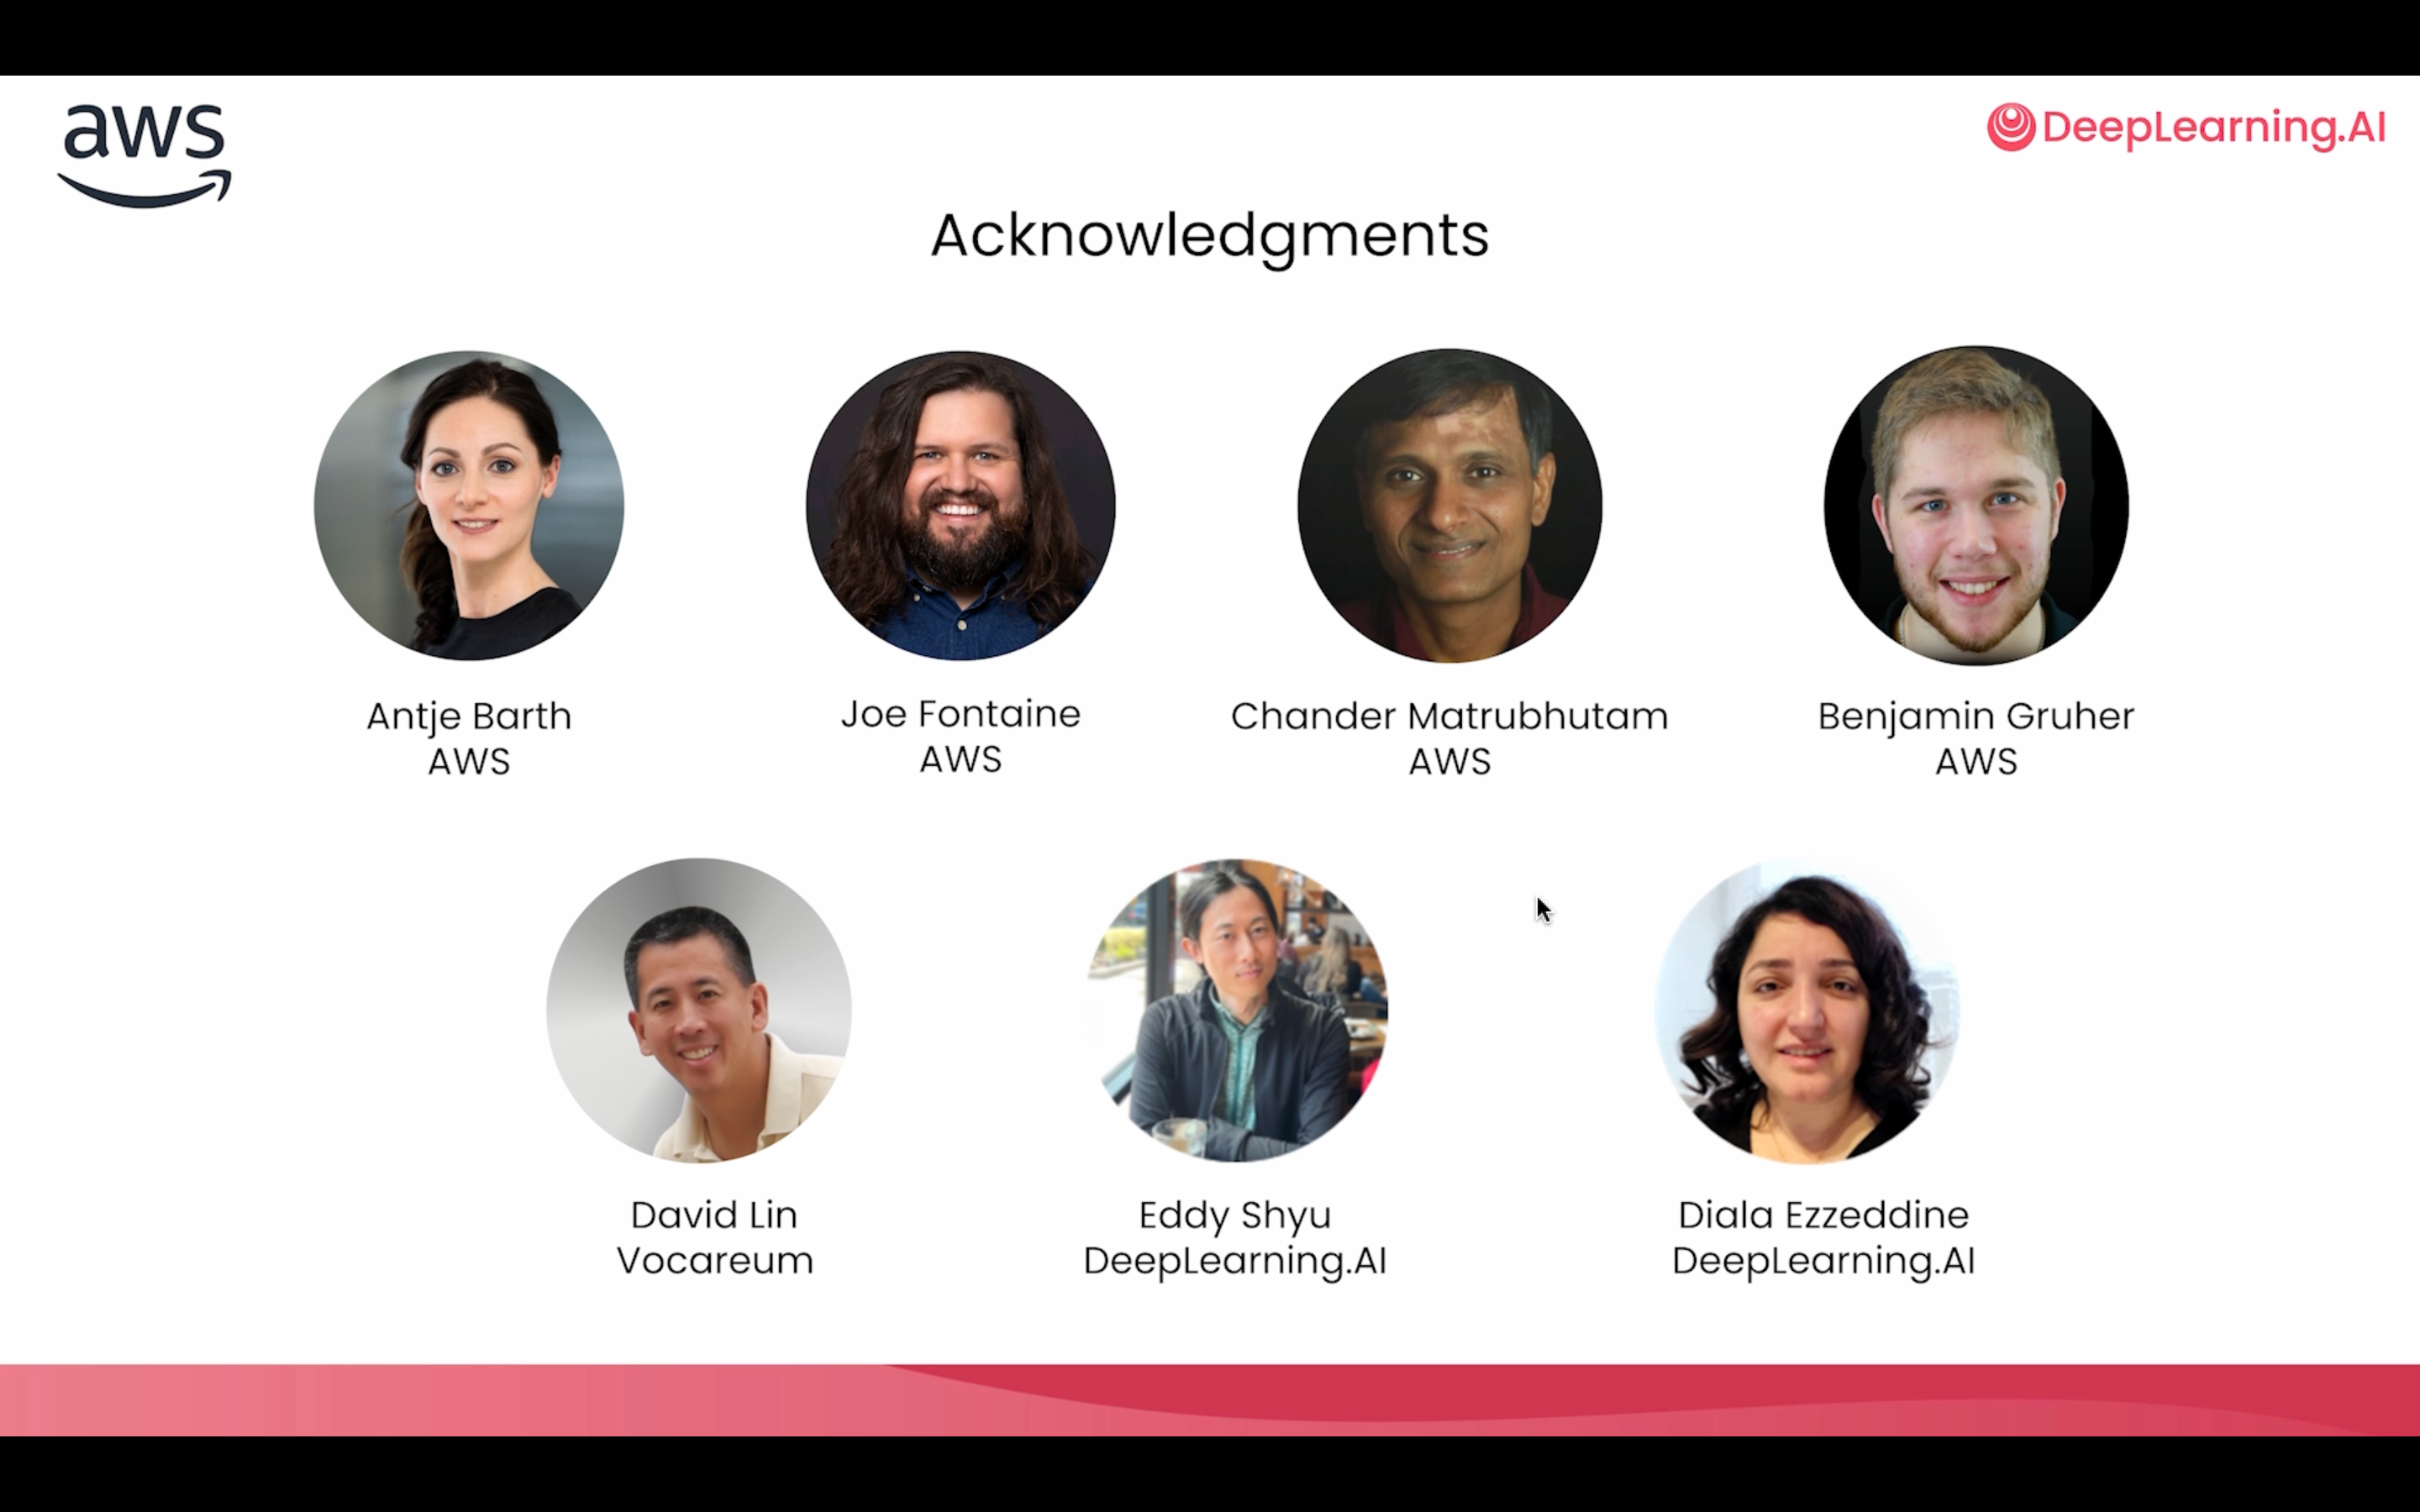 aws
DeepLearning.AI
Acknowledgments
Antje Barth
AWS
Joe Fontaine
AWS
Chander Matrubhutam
AWS
Benjamin Gruher
AWS
David Lin
Vocareum
Eddy Shyu
DeepLearning.AI
Diala Ezzeddine
DeepLearning.AI